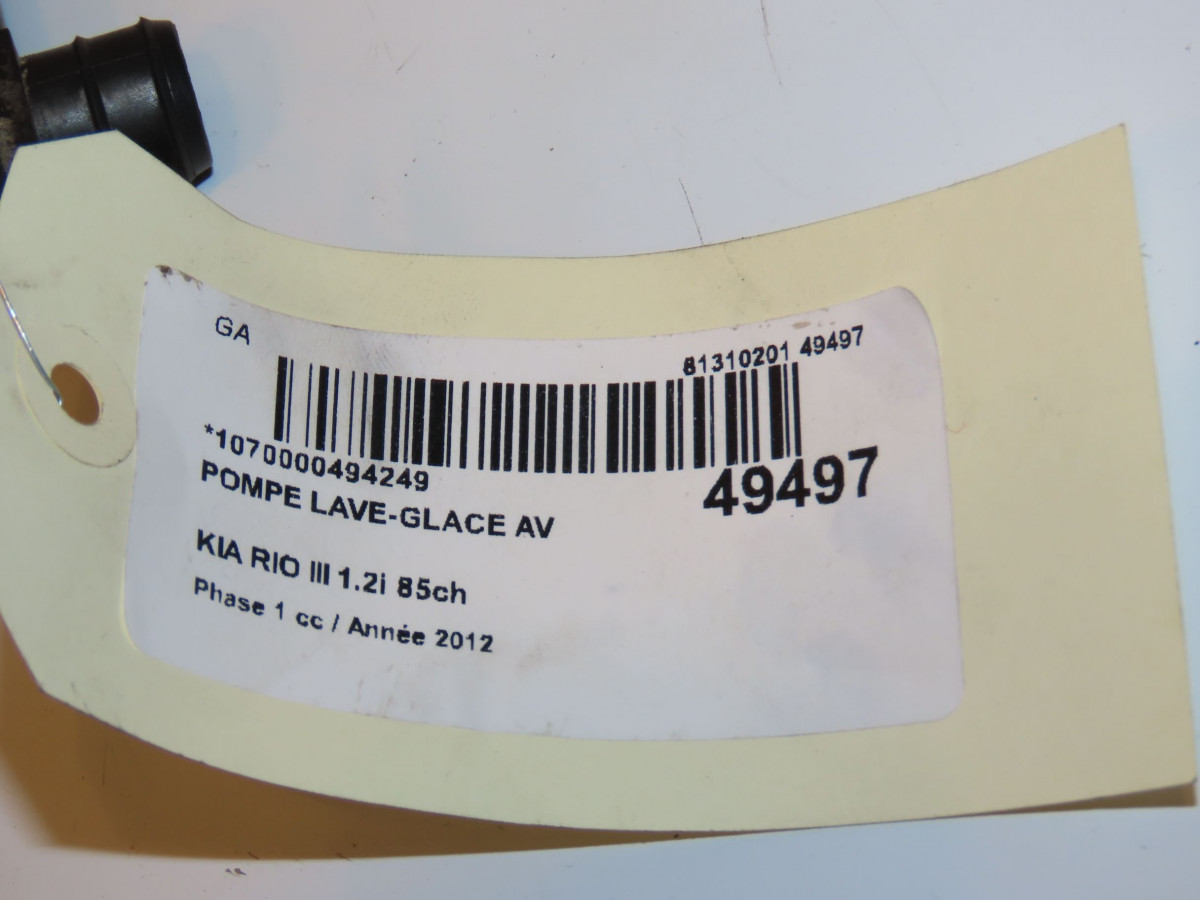 GA
81310201 49497
*1070000494249
49497
POMPE LAVE-GLACE AV
KIA RIO III 1.2i 85ch
Phase 1 cc / Année 2012